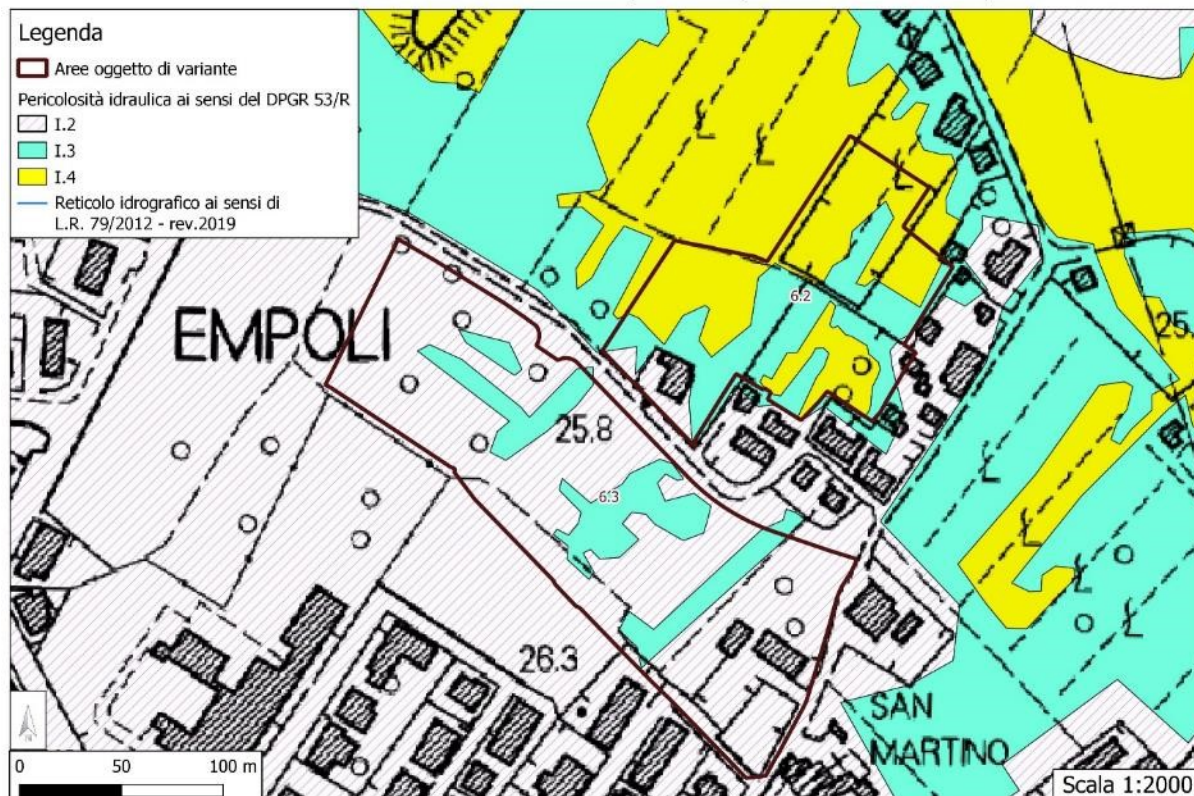 Legenda
Aree oggetto di variante
Pericolosità idraulica ai sensi del DPGR 53/R
I.2
I.3
I.4
Reticolo idrografico ai sensi di
L.R. 79/2012 - rev.2019
6.2
EMPOLI
25.
25.8
6.3
26.3
SAN
MARTINO
0 50 100 m
Scala 1:2000